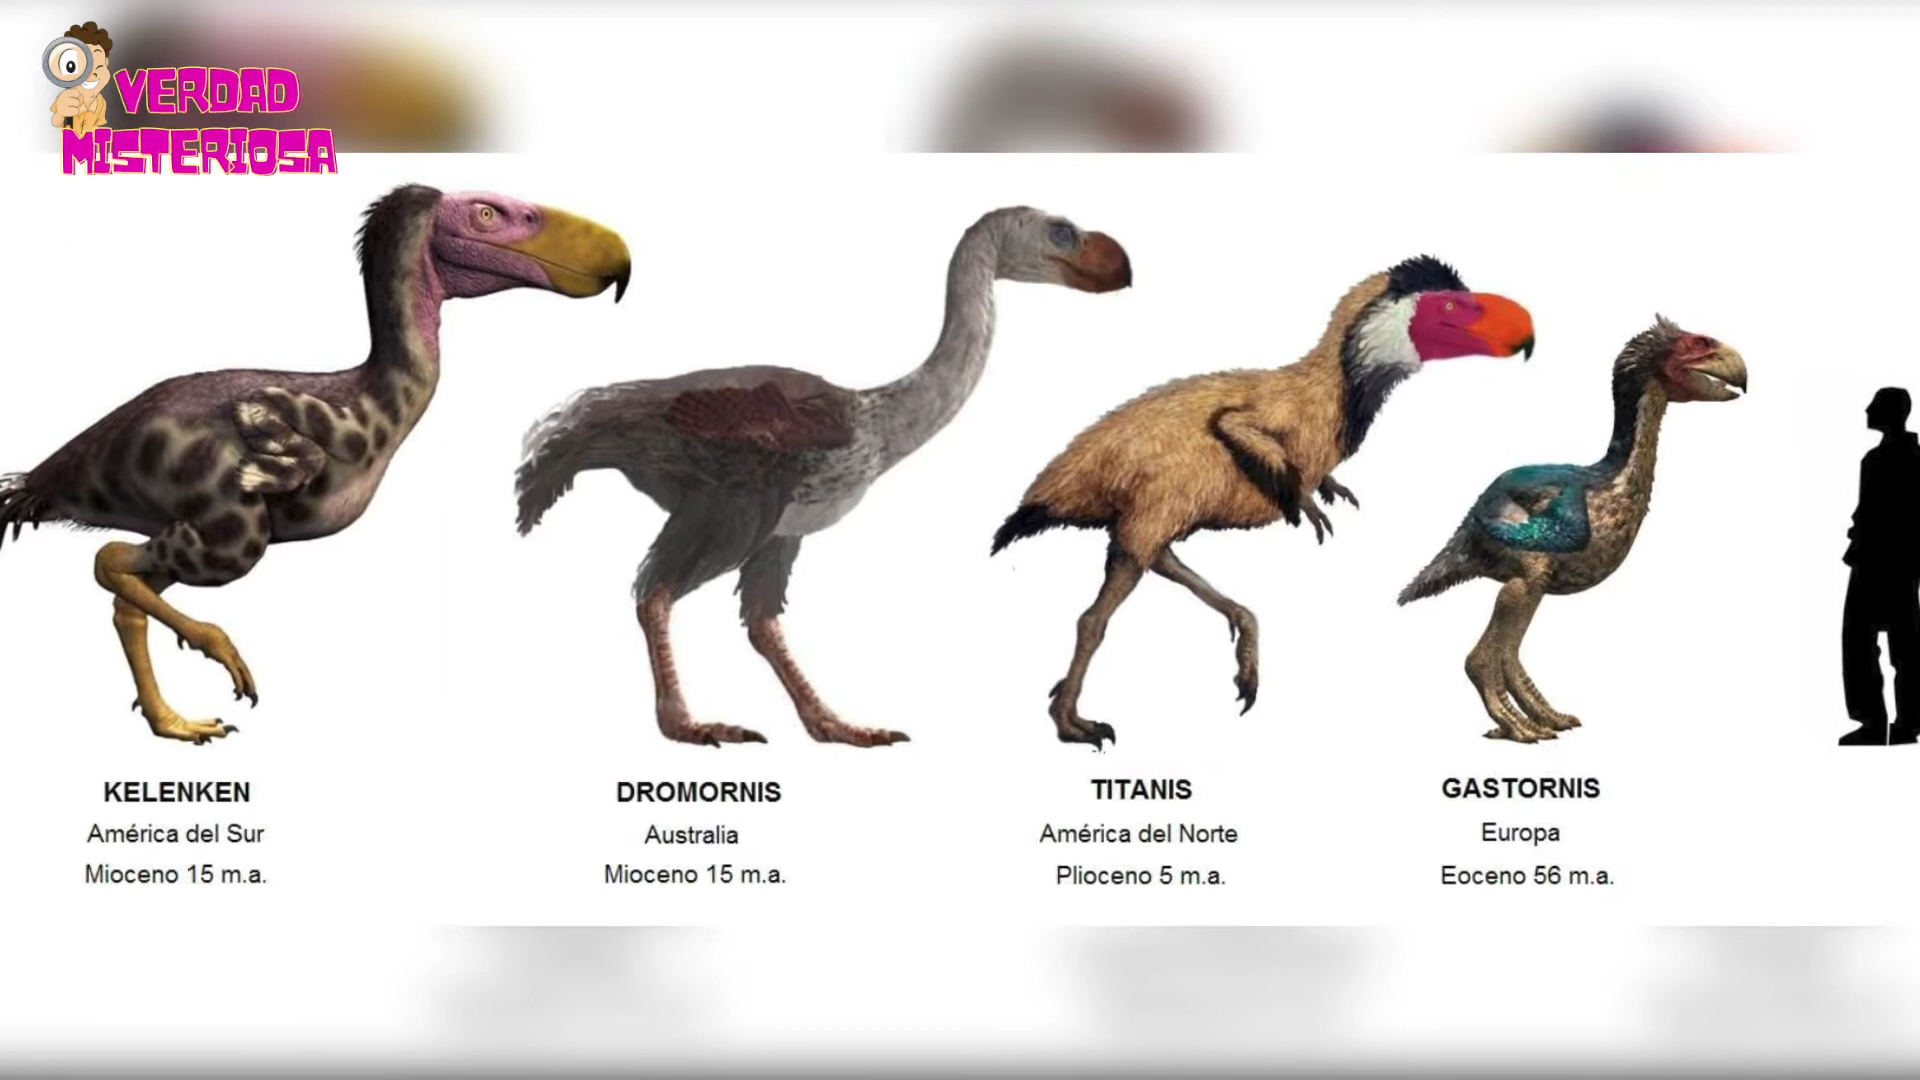 VERDAD
MISTERIOSA
KELENKEN
América del Sur
Mioceno 15 m.a.
DROMORNIS
Australia
Mioceno 15 m.a.
TITANIS
América del Norte
Plioceno 5 m.a.
GASTORNIS
Europa
Eoceno 56 m.a.